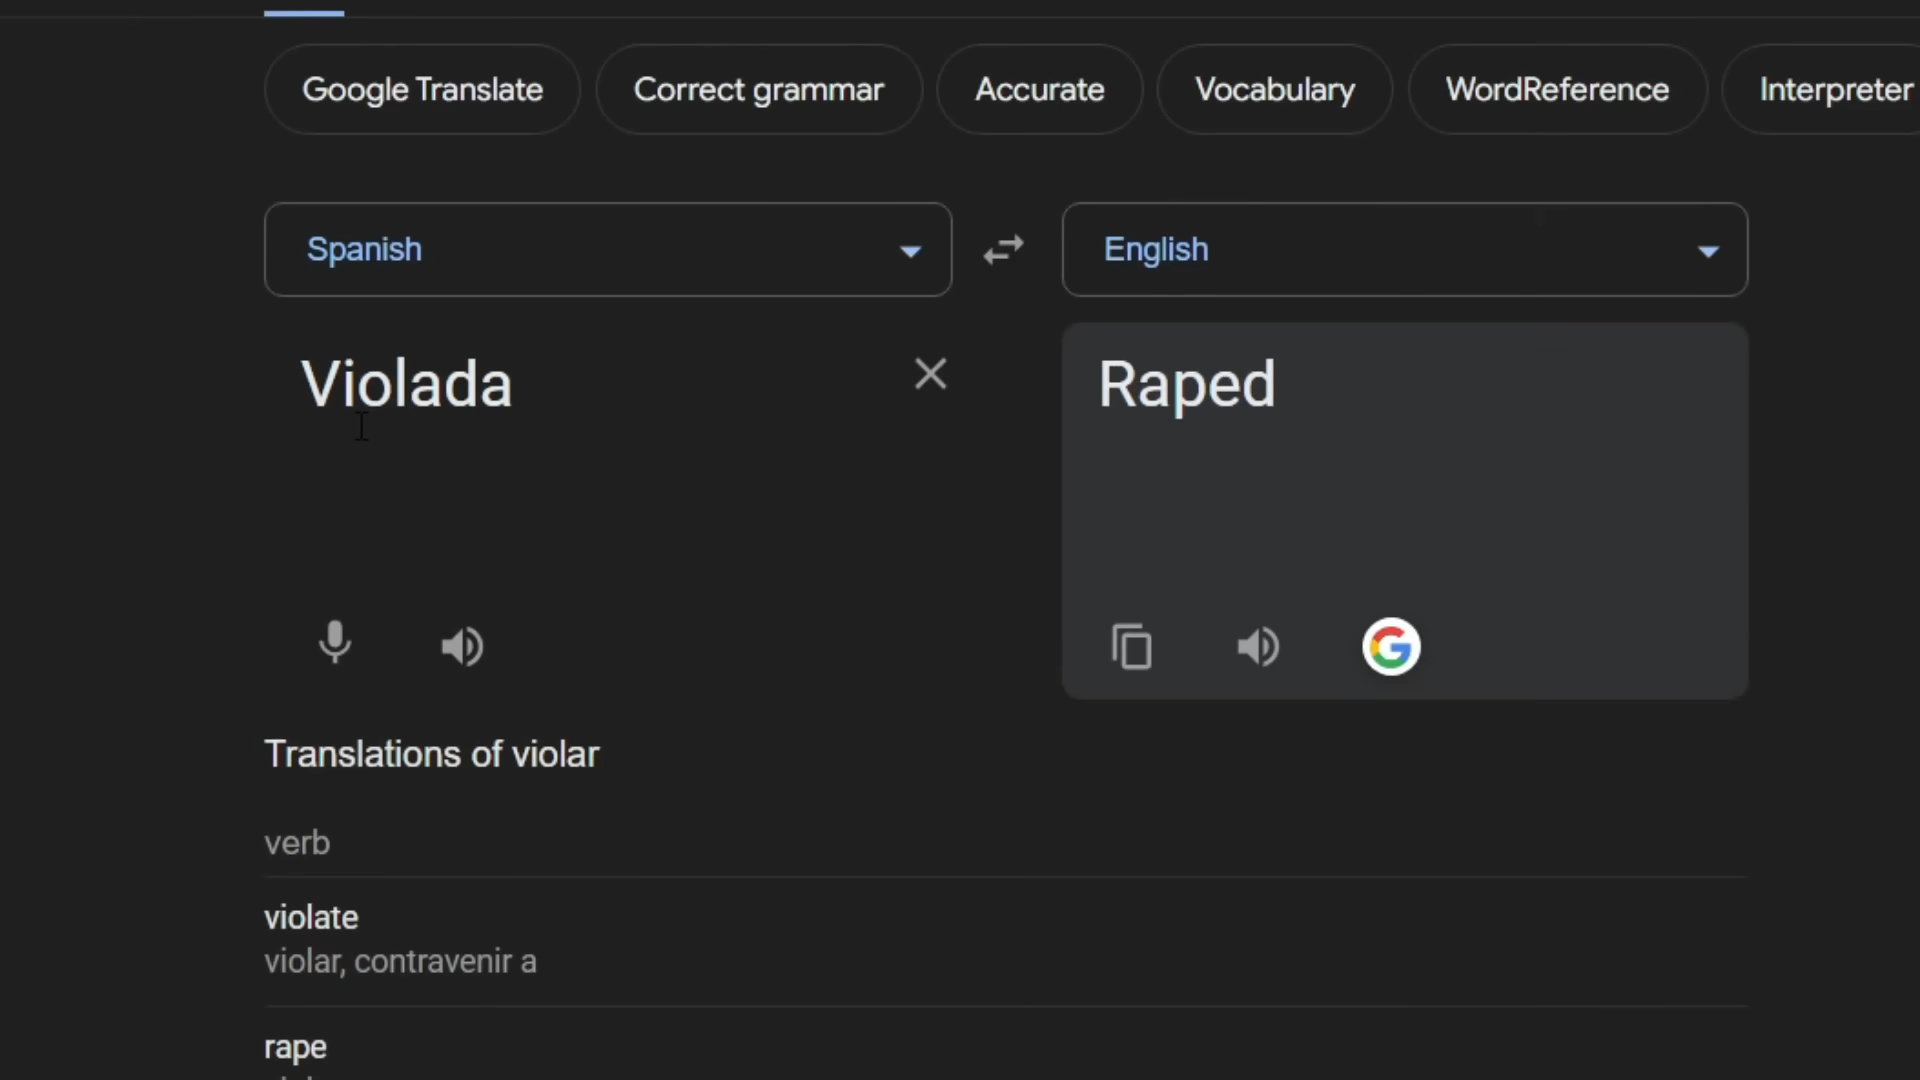 Google Translate Correct grammar Accurate Vocabulary WordReference Interpreter
Spanish English
Violada Raped
Translations of violar
verb
violate
violar, contravenir a
rape